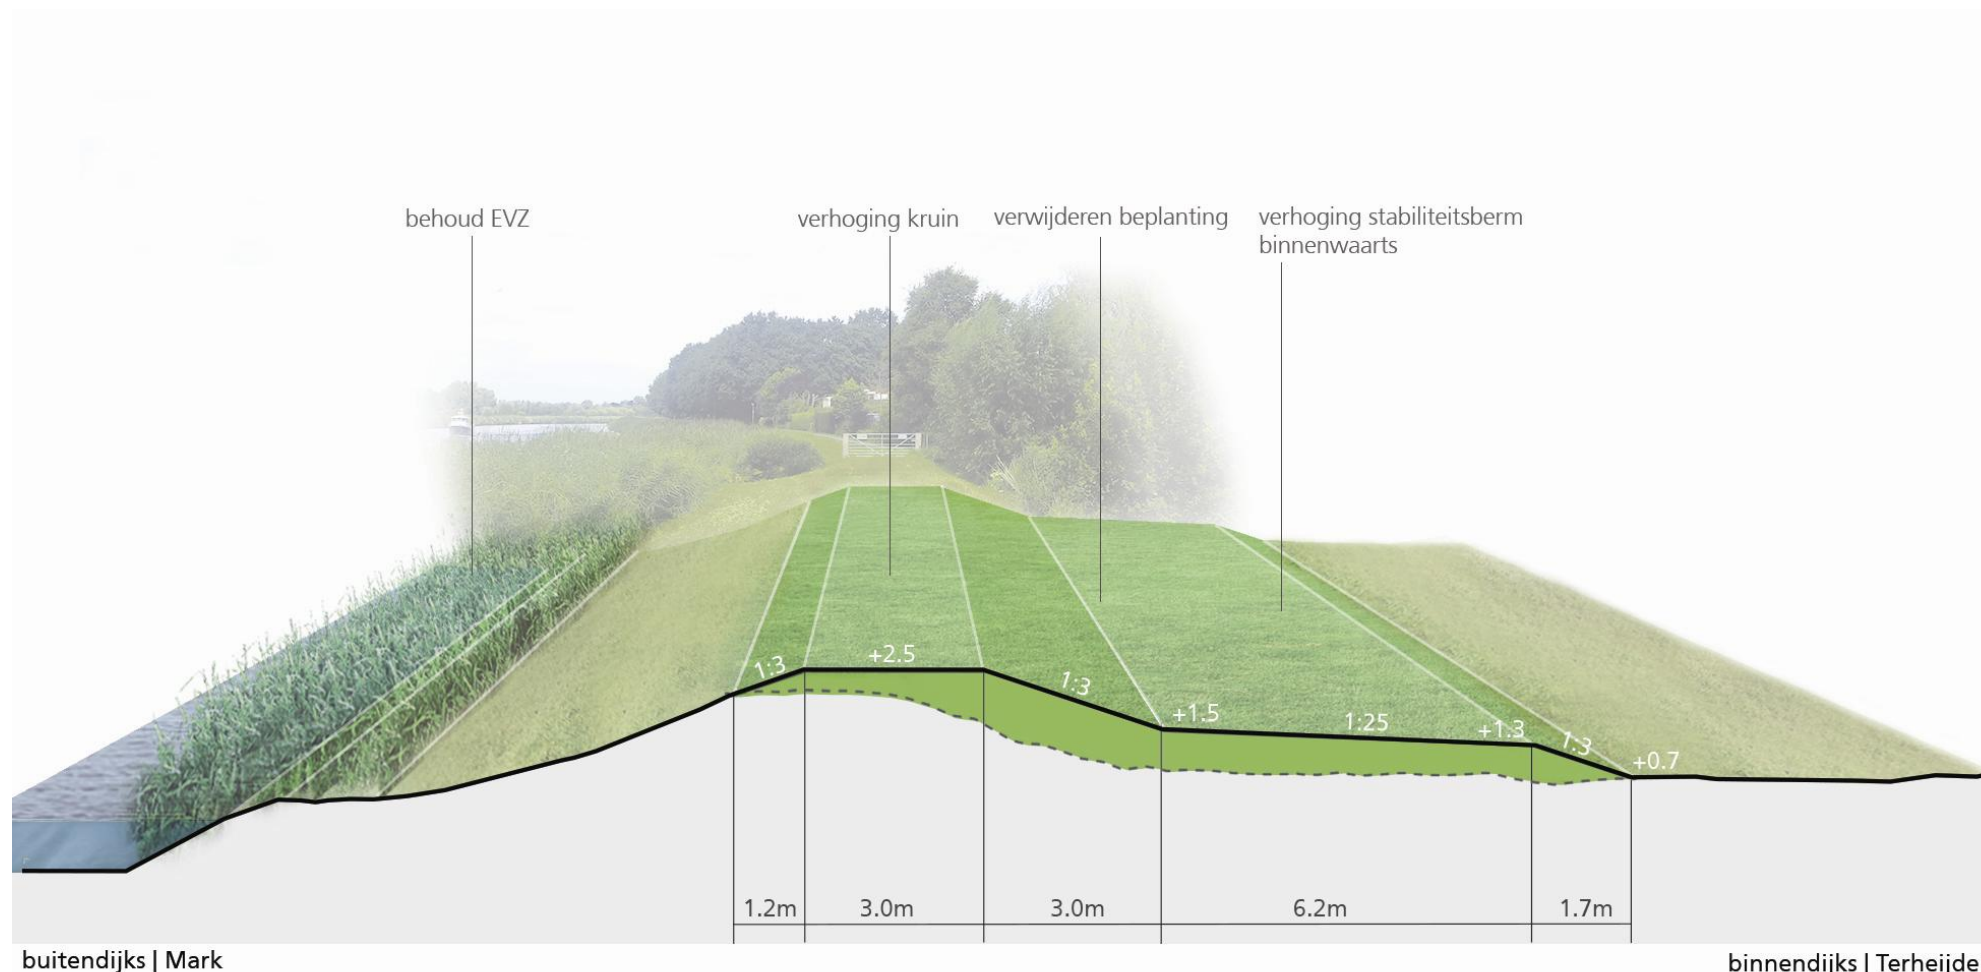 behoud EVZ
verhoging kruin
verwijderen beplanting
verhoging stabiliteitsberm
binnenwaarts
1:3
+2.5
1:3
+1.5
1:25
+1.3
1:3
+0.7
1.2m
3.0m
3.0m
6.2m
1.7m
buitendijks | Mark
binnendijks | Terheijde